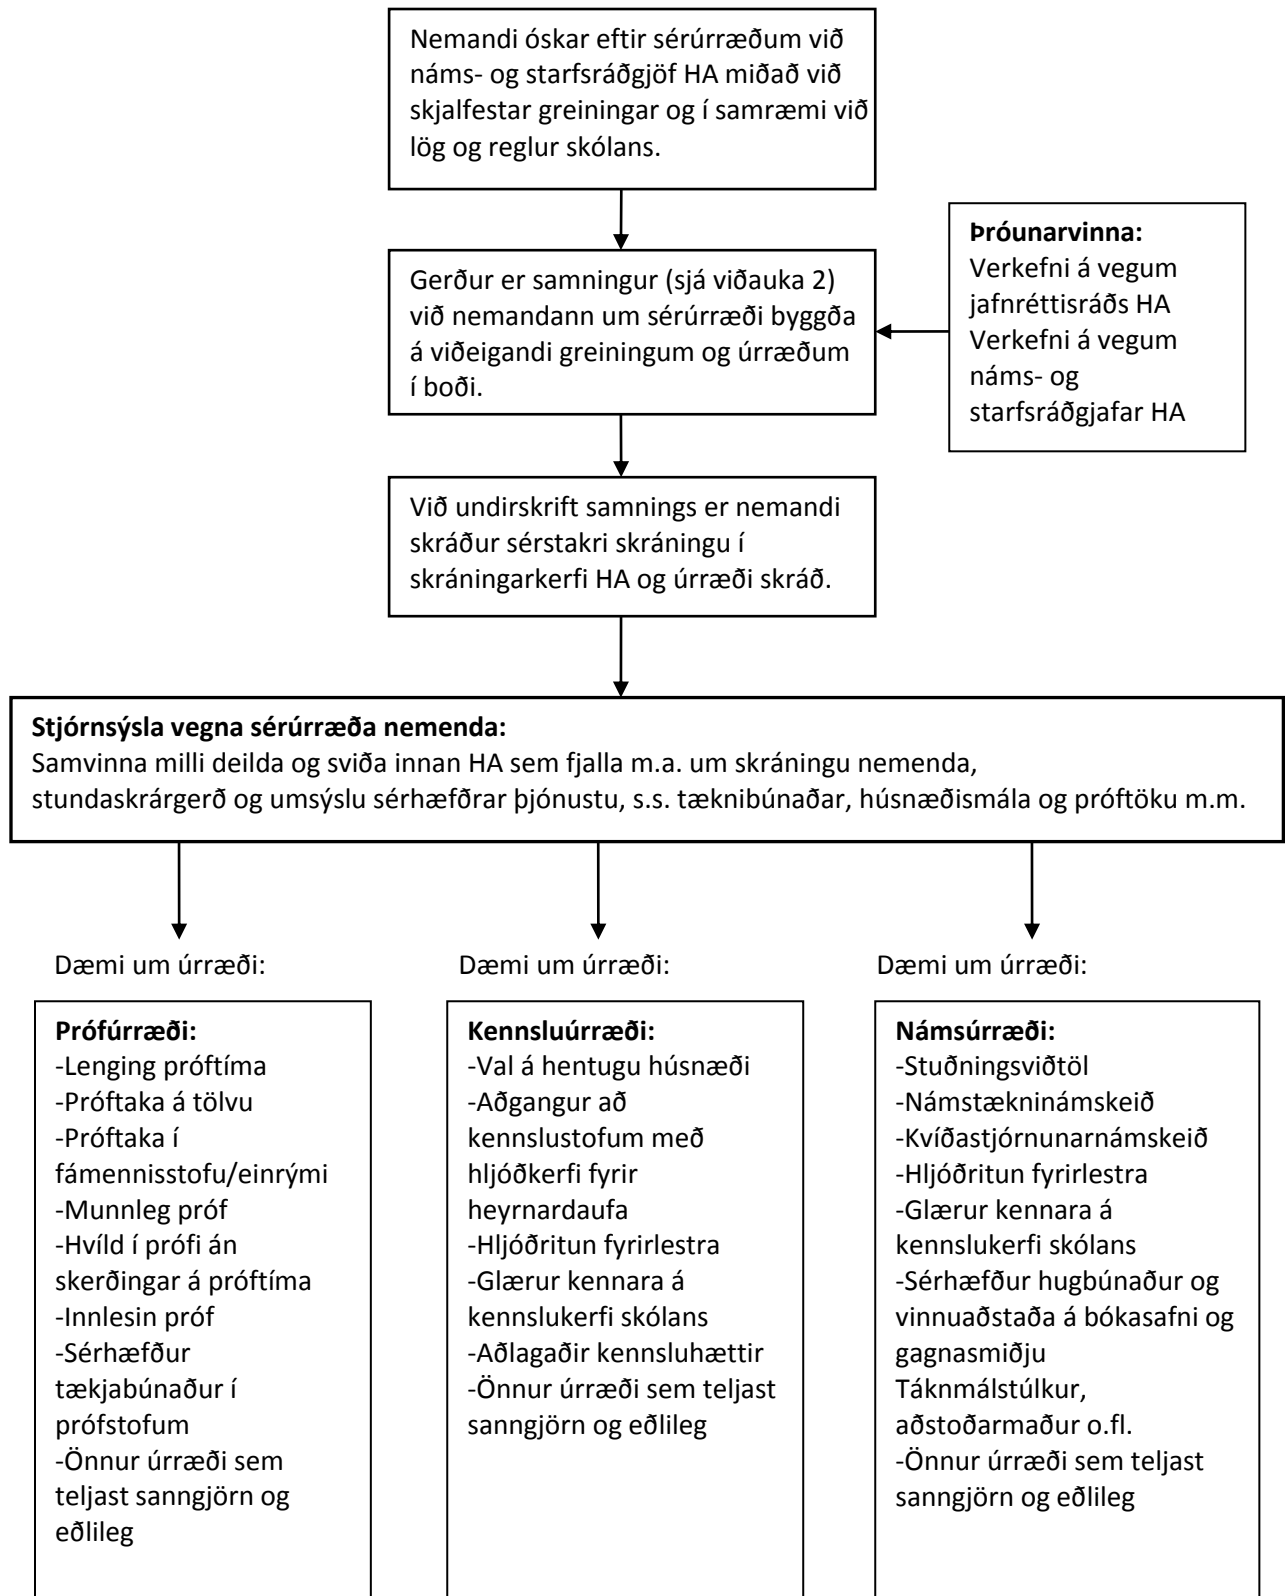 Nemandi óskar eftir sérúrræðum við
náms- og starfsráðgjöf HA miðað við
skjalfestar greiningar og í samræmi við
lög og reglur skólans.
Þróunarvinna:
Verkefni á vegum
jafnréttisráðs HA
Verkefni á vegum
náms- og
starfsráðgjafar HA
Gerður er samningur (sjá viðauka 2)
við nemandann um sérúrræði byggða
á viðeigandi greiningum og úrræðum
í boði.
Við undirskrift samnings er nemandi
skráður sérstakri skráningu í
skráningarkerfi HA og úrræði skráð.
Stjórnsýsla vegna sérúrræða nemenda:
Samvinna milli deilda og sviða innan HA sem fjalla m.a. um skráningu nemenda,
stundaskrárgerð og umsýslu sérhæfðrar þjónustu, s.s. tæknibúnaðar, húsnæðismála og próftöku m.m.
Dæmi um úrræði:
Prófúrræði:
-Lenging próftíma
-Próftaka á tölvu
-Próftaka í
fámennisstofu/einrými
-Munnleg próf
-Hvíld í prófi án
skerðingar á próftíma
-Innlesin próf
-Sérhæfður
tækjabúnaður í
prófstofum
-Önnur úrræði sem
teljast sanngjörn og
eðlileg
Dæmi um úrræði:
Kennsluúrræði:
-Val á hentugu húsnæði
-Aðgangur að
kennslustofum með
hljóðkerfi fyrir
heyrnardaufa
-Hljóðritun fyrirlestra
-Glærur kennara á
kennslukerfi skólans
-Aðlagaðir kennsluhættir
-Önnur úrræði sem teljast
sanngjörn og eðlileg
Dæmi um úrræði:
Námsúrræði:
-Stuðningsviðtöl
-Námstækninámskeið
-Kvíðastjórnunarnámskeið
-Hljóðritun fyrirlestra
-Glærur kennara á
kennslukerfi skólans
-Sérhæfður hugbúnaður og
vinnuaðstaða á bókasafni og
gagnasmiðju
Táknmálstúlkur,
aðstoðarmaður o.fl.
-Önnur úrræði sem teljast
sanngjörn og eðlileg